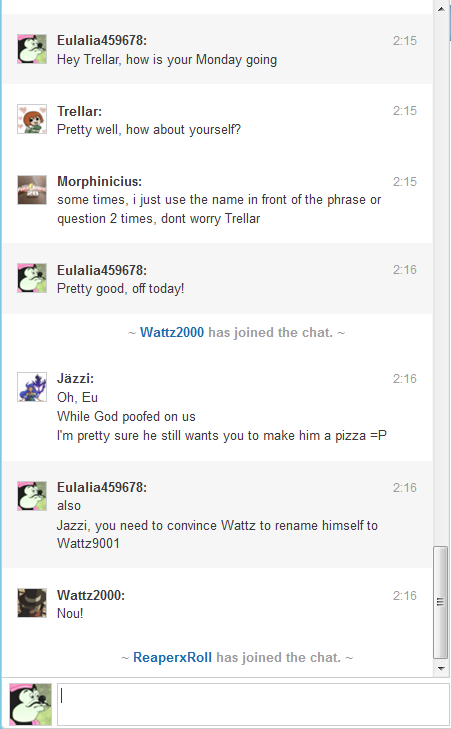 Eulalia459678: 2:15
Hey Trellar, how is your Monday going
Trellar: 2:15
Pretty well, how about yourself?
Morphinicius: 2:15
some times, i just use the name in front of the phrase or
question 2 times, dont worry Trellar
Eulalia459678: 2:16
Pretty good, off today!
~ Wattz2000 has joined the chat. ~
Jäzzi: 2:16
Oh, Eu
While God poofed on us
I'm pretty sure he still wants you to make him a pizza =P
Eulalia459678: 2:16
also
Jazzi, you need to convince Wattz to rename himself to
Wattz9001
Wattz2000: 2:16
Nou!
~ ReaperxRoll has joined the chat. ~